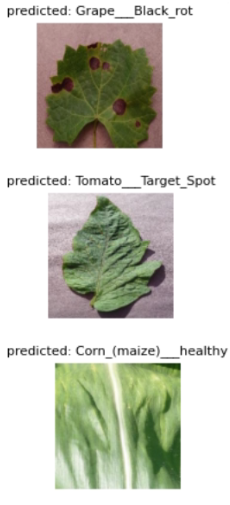 predicted: Grape___Black_rot
predicted: Tomato___Target_Spot
predicted: Corn_(maize)___healthy